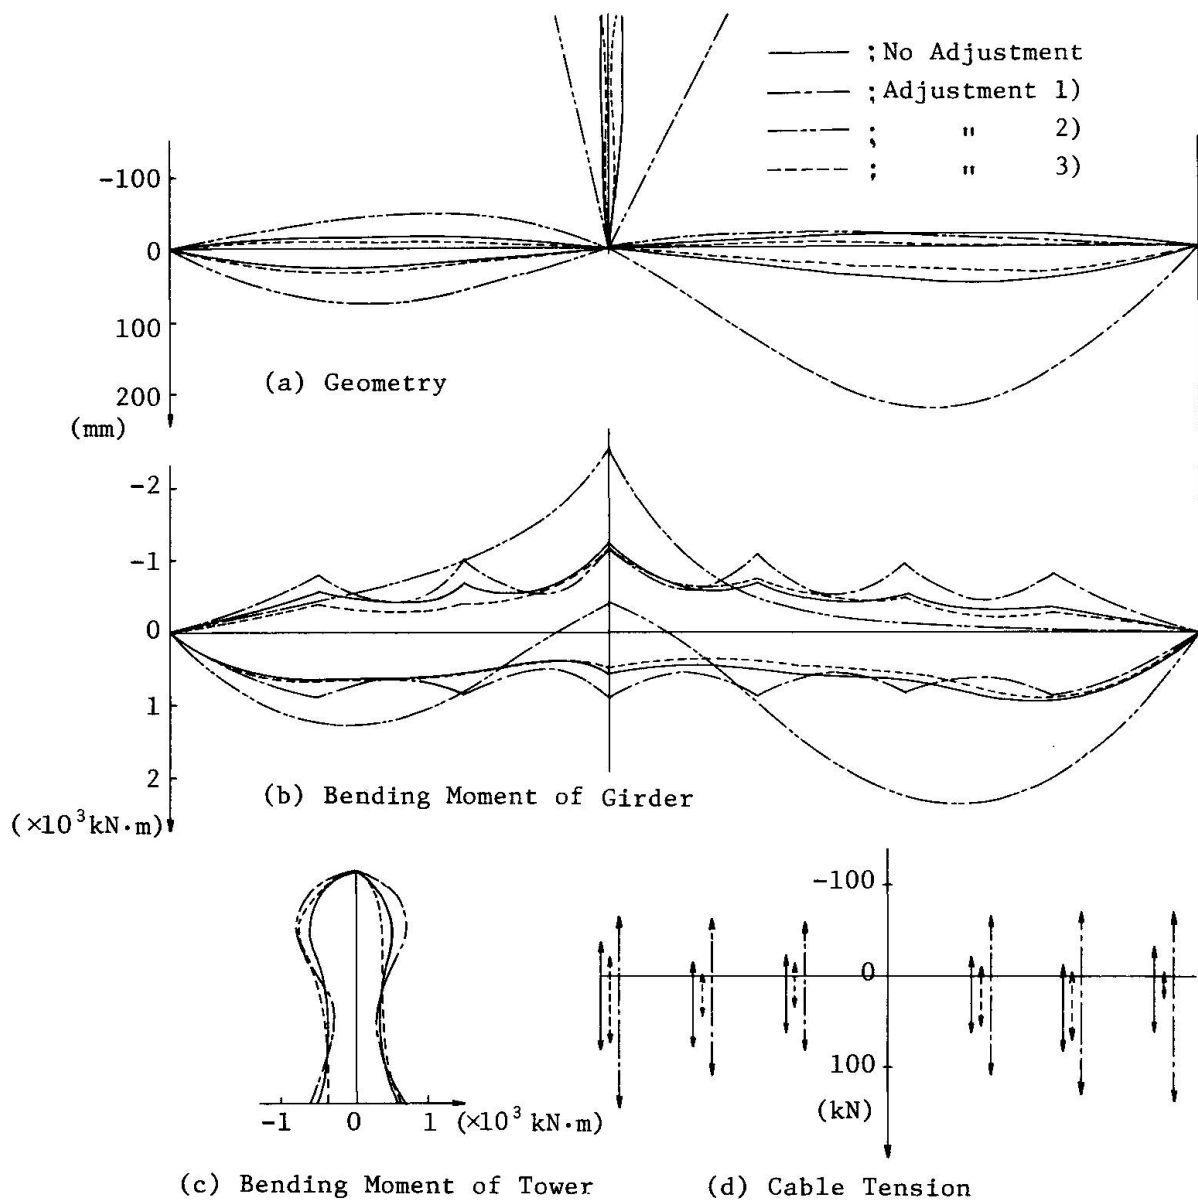 ; No Adjustment
; Adjustment 1)
; " 2)
; " 3)
-100
0
100
200
(mm)
(a) Geometry
-2
-1
0
1
2
(×10³kN·m)
(b) Bending Moment of Girder
-1 0 1 (×10³ kN·m)
(c) Bending Moment of Tower
-100
0
100
(kN)
(d) Cable Tension